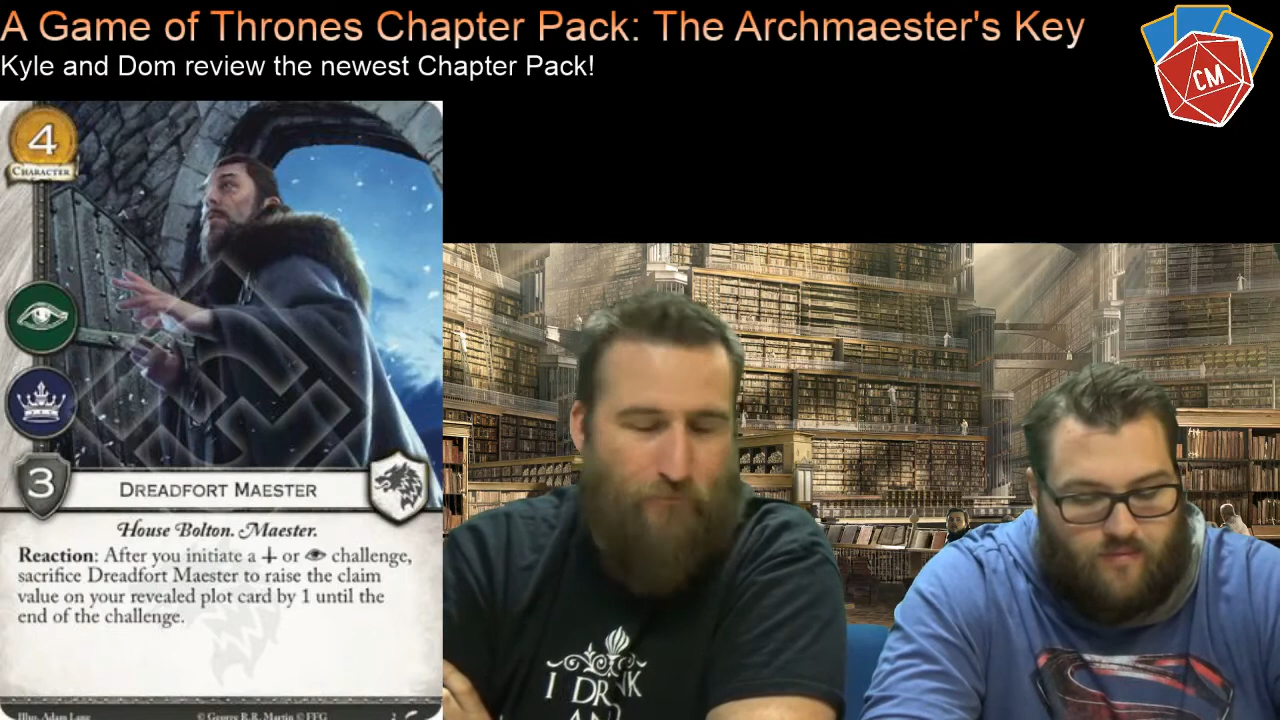 A Game of Thrones Chapter Pack: The Archmaester's Key
Kyle and Dom review the newest Chapter Pack!
CM
4
Character
3
Dreadfort Maester
House Bolton. Maester.
Reaction: After you initiate a or challenge,
sacrifice Dreadfort Maester to raise the claim
value on your revealed plot card by 1 until the
end of the challenge.
Illus. Adam Lane
© George R.R. Martin © FFG
2
I DRINK